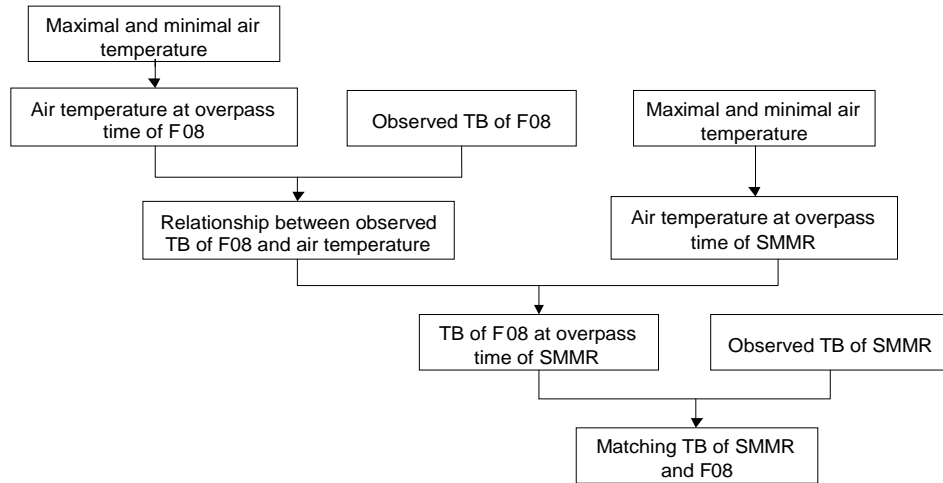 Maximal and minimal air
temperature
Air temperature at overpass
time of F08
Observed TB of F08
Maximal and minimal air
temperature
Relationship between observed
TB of F08 and air temperature
Air temperature at overpass
time of SMMR
TB of F08 at overpass
time of SMMR
Observed TB of SMMR
Matching TB of SMMR
and F08